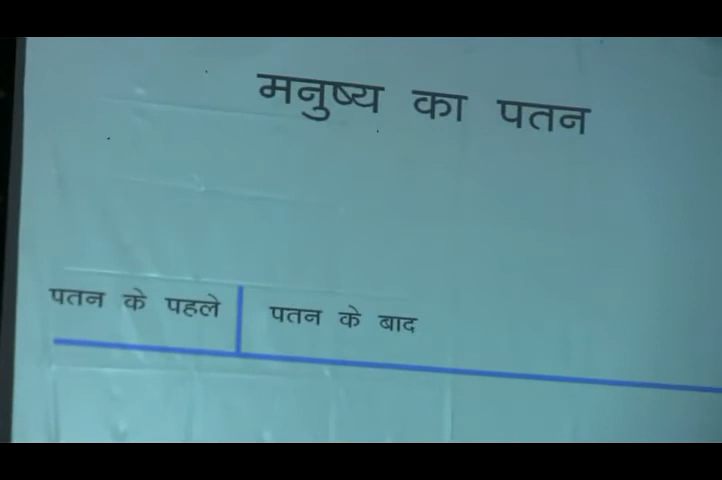 मनुष्य का पतन
पतन के पहले
पतन के बाद